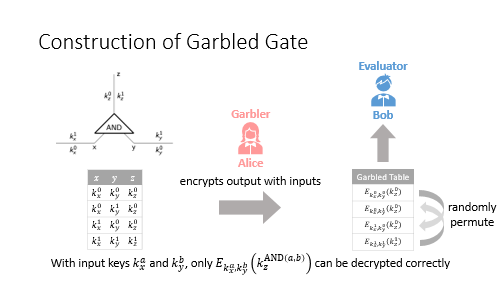 Construction of Garbled Gate
Evaluator
Bob
Garbler
Alice
z
k_z^0 k_z^1
AND
k_x^1 k_y^1
k_x^0 x y k_y^0
x y z
k_x^0 k_y^0 k_z^0
k_x^0 k_y^1 k_z^0
k_x^1 k_y^0 k_z^0
k_x^1 k_y^1 k_z^1
encrypts output with inputs
Garbled Table
E_{k_x^0,k_y^0}(k_z^0)
E_{k_x^0,k_y^1}(k_z^0)
E_{k_x^1,k_y^0}(k_z^0)
E_{k_x^1,k_y^1}(k_z^1)
randomly
permute
With input keys k_x^a and k_y^b, only E_{k_x^a,k_y^b}(k_z^{AND(a,b)}) can be decrypted correctly